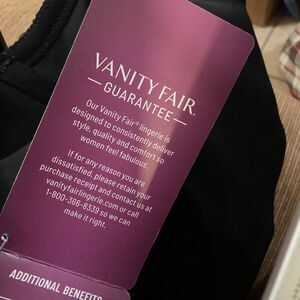 VANITY FAIR.
— GUARANTEE —
Our Vanity Fair® lingerie is
designed to consistently deliver
style, quality and comfort so
women feel fabulous.
If for any reason you are
dissatisfied, please retain your
purchase receipt and contact us at
vanityfairlingerie.com or call
1-800-366-8339 so we can
make it right.
ADDITIONAL BENEFITS